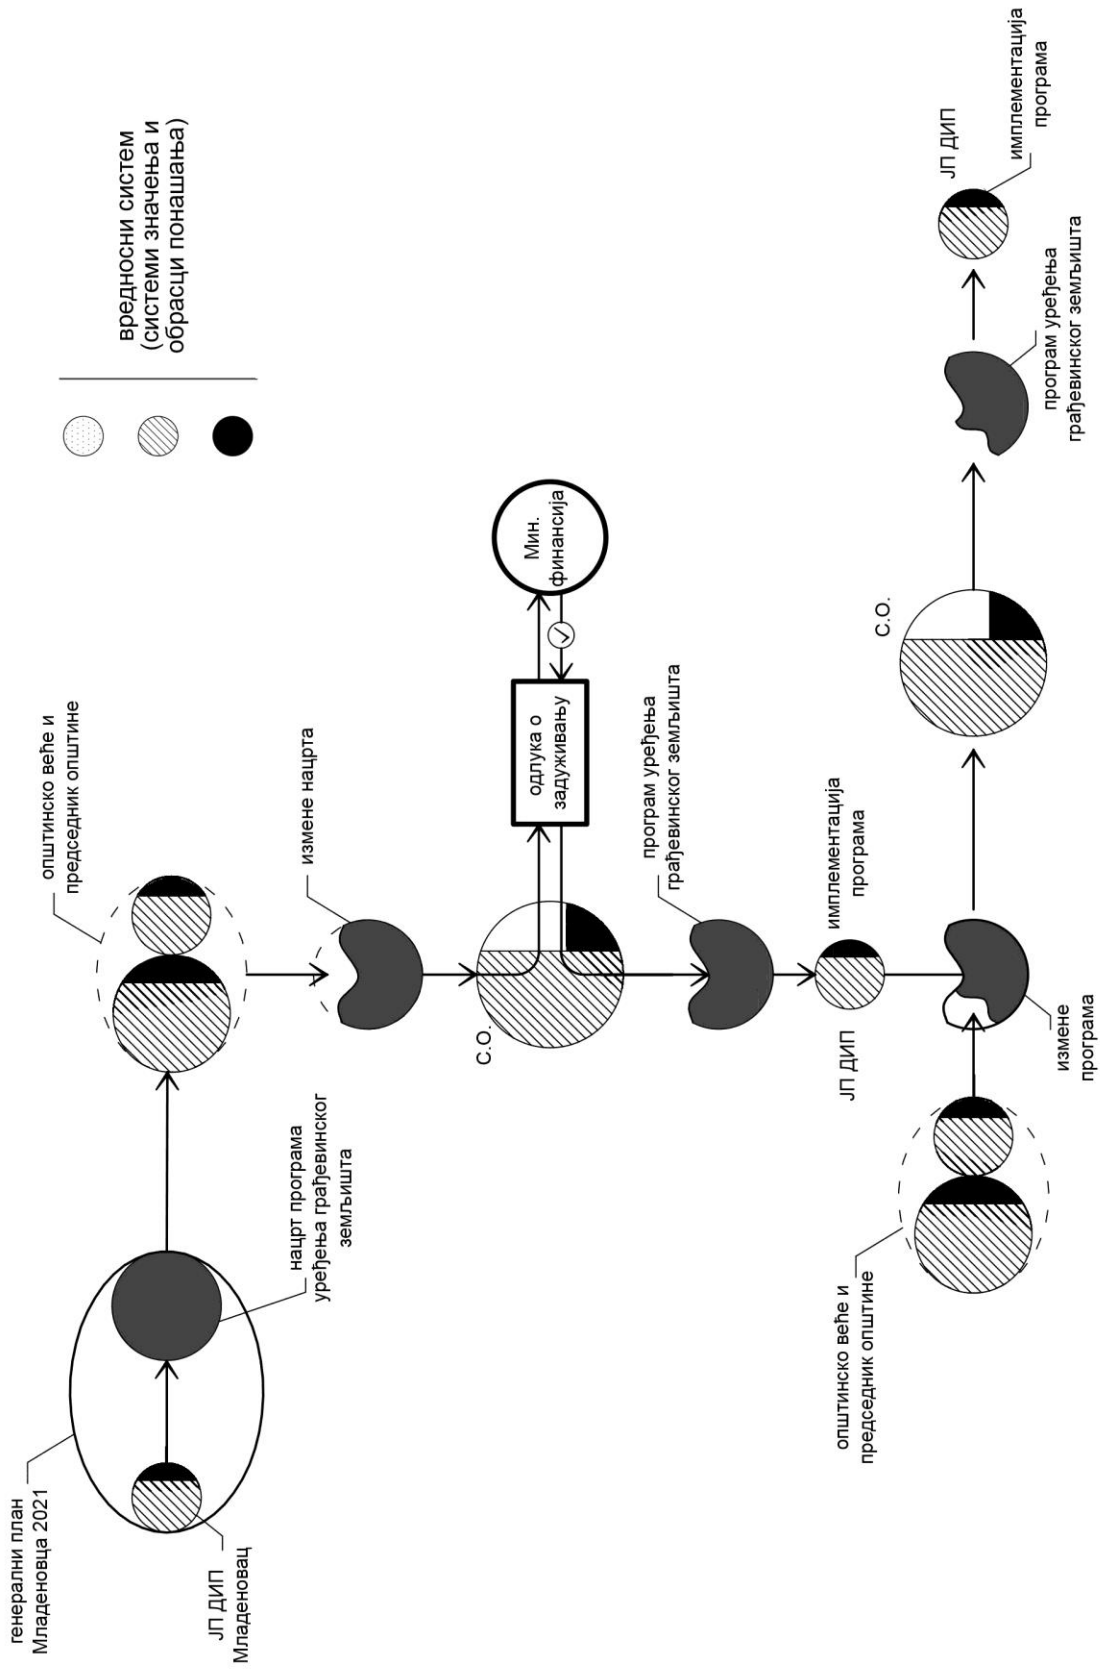 генерални план
Младеновца 2021
ЈП ДИП
Младеновац
нацрт програма
уређења грађевинског
земљишта
општинско веће и
председник општине
измене нацрта
вредносни систем
(системи значења и
обрасци понашања)
С.О.
одлука о
задуживању
Мин.
финансија
програм уређења
грађевинског земљишта
ЈП ДИП
имплементација
програма
општинско веће и
председник општине
измене
програма
С.О.
програм уређења
грађевинског земљишта
ЈП ДИП
имплементација
програма